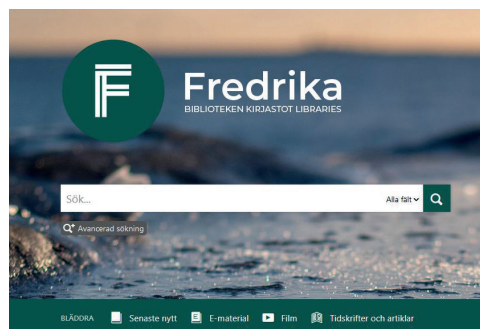 Fredrika
BIBLIOTEKEN KIRJASTOT LIBRARIES
Sök...
Alla fält
Avancerad sökning
BLÄDDRA Senaste nytt E-material Film Tidskrifter och artiklar